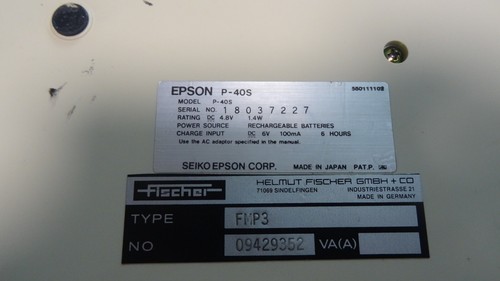 EPSON P-40S
56011110B
MODEL P-40S
SERIAL NO. 18037227
RATING DC 4.8V 1.4W
POWER SOURCE RECHARGEABLE BATTERIES
CHARGE INPUT DC 6V 100mA 6 HOURS
Use the AC adaptor specified in the manual.
SEIKO EPSON CORP. MADE IN JAPAN PAT.P.
fischer HELMUT FISCHER GMBH + CO
71069 SINDELFINGEN INDUSTRIESTRASSE 21
MADE IN GERMANY
TYPE FMP3
NO 09429352 VA(A)